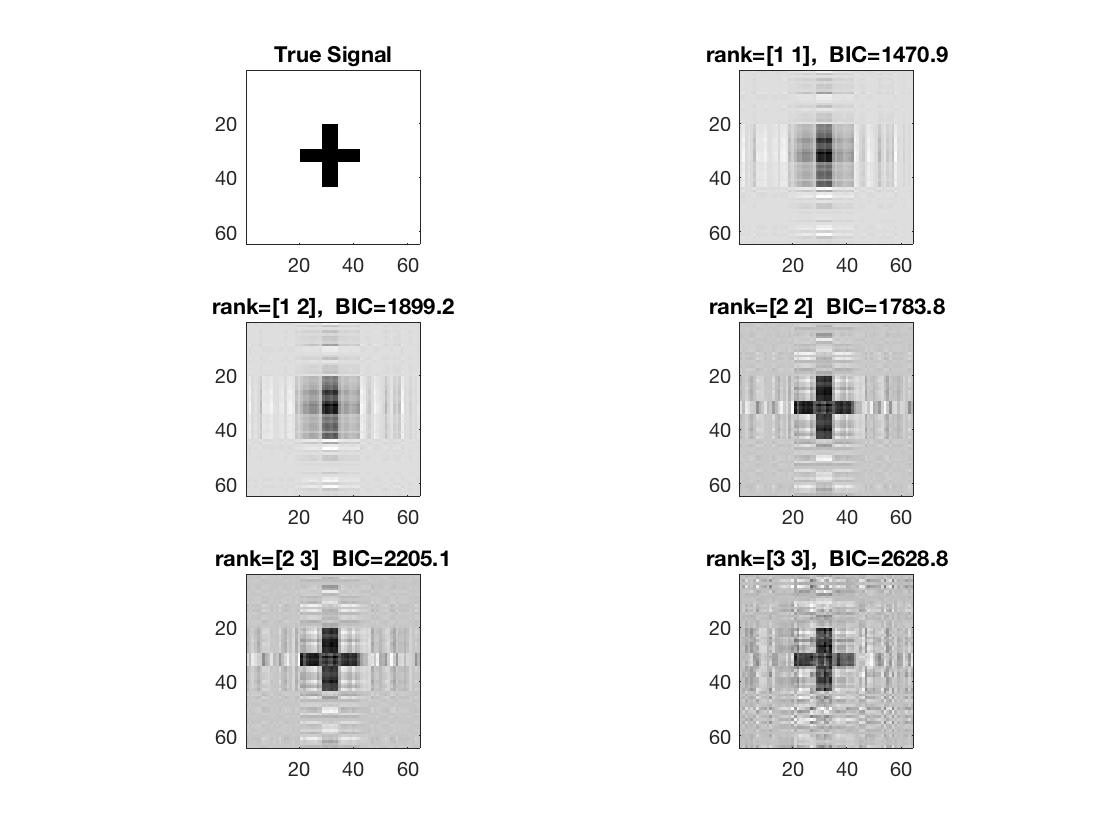 True Signal
20
40
60
20 40 60
rank=[1 1], BIC=1470.9
20
40
60
20 40 60
rank=[1 2], BIC=1899.2
20
40
60
20 40 60
rank=[2 2] BIC=1783.8
20
40
60
20 40 60
rank=[2 3] BIC=2205.1
20
40
60
20 40 60
rank=[3 3], BIC=2628.8
20
40
60
20 40 60